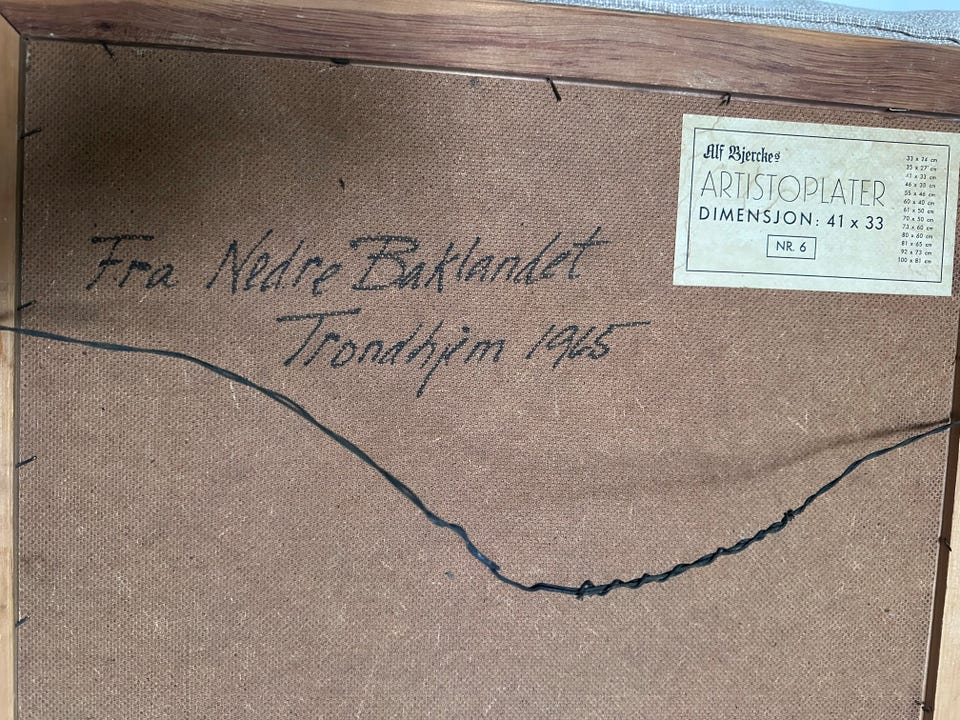 Fra Nedre Baklandet
Trondhjem 1965
Alf Bjerckes
ARTISTOPLATER
DIMENSJON: 41 x 33
NR. 6
33 x 24 cm
35 x 27 cm
41 x 33 cm
46 x 38 cm
55 x 46 cm
60 x 40 cm
61 x 50 cm
70 x 50 cm
73 x 60 cm
80 x 60 cm
81 x 65 cm
92 x 73 cm
100 x 81 cm